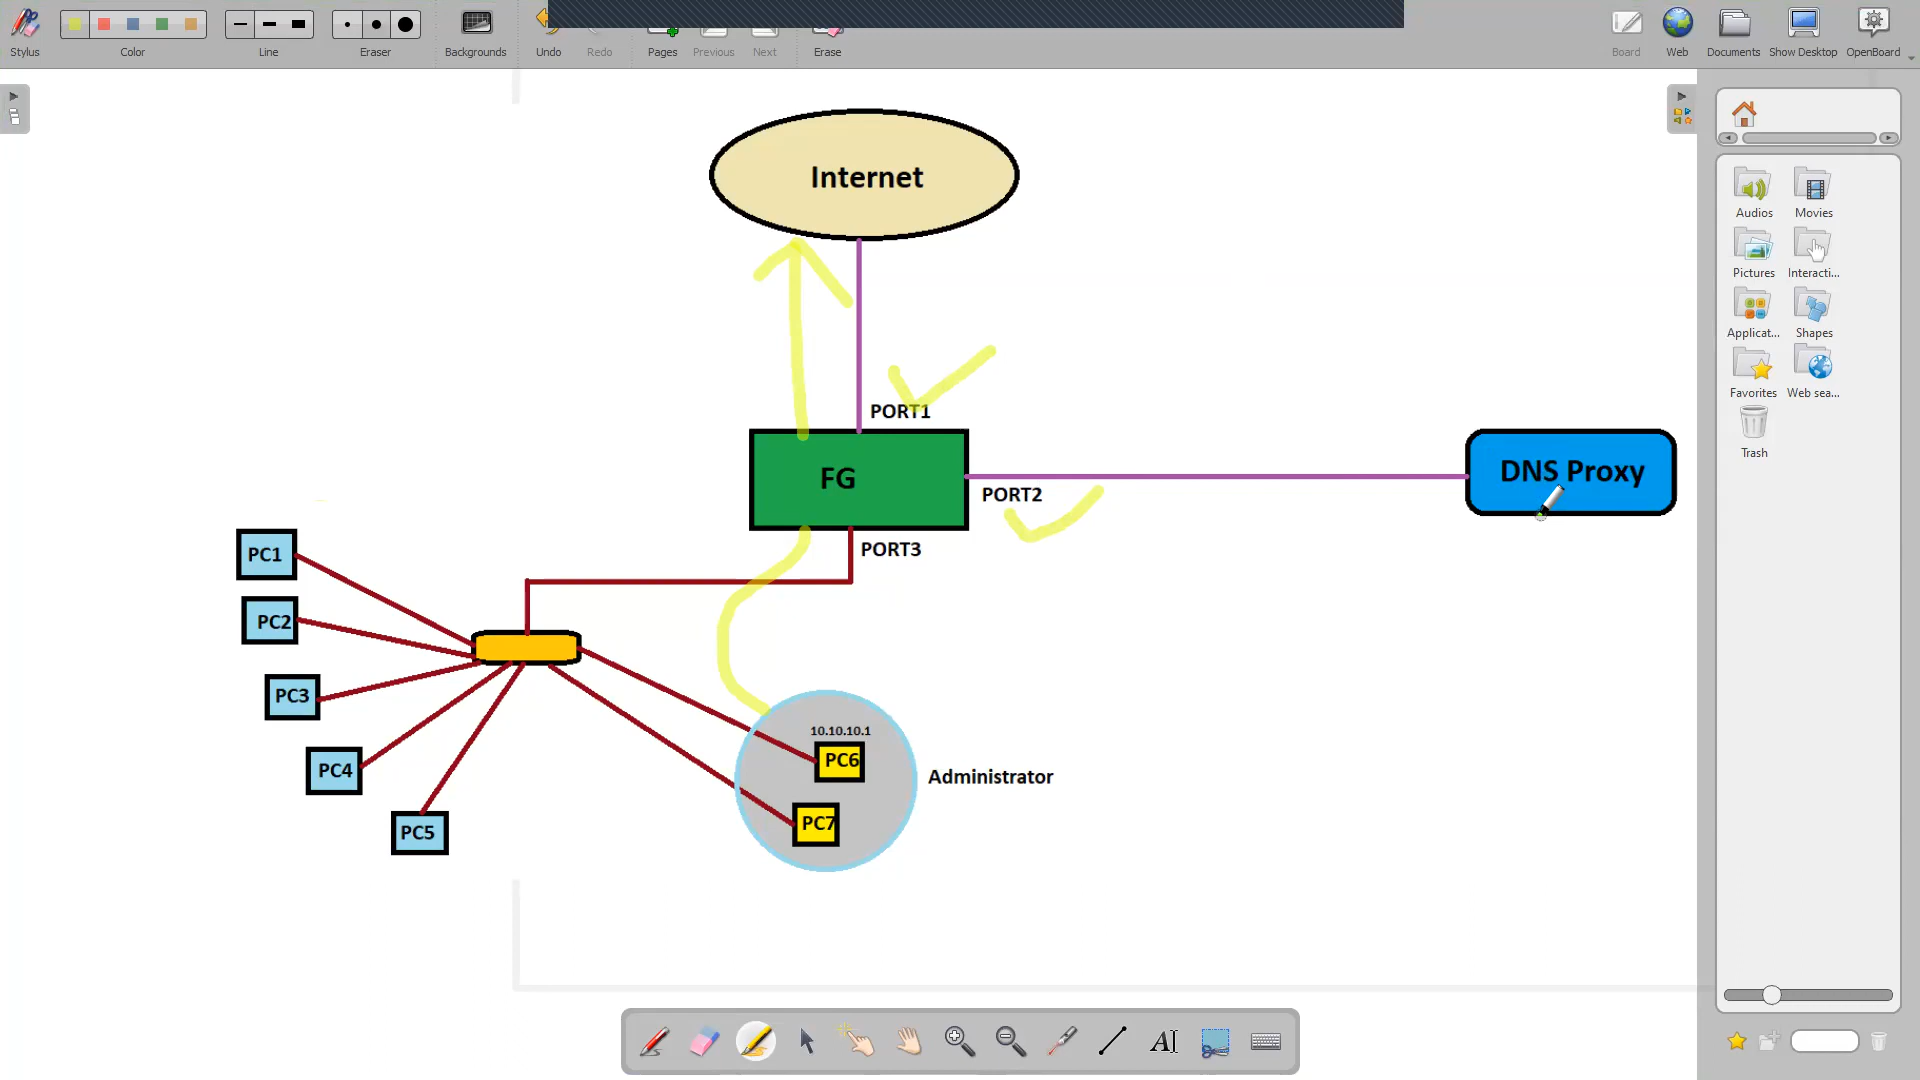 Stylus
Color
Line
Eraser
Backgrounds
Undo
Redo
Pages
Previous
Next
Erase
Board
Web
Documents
Show Desktop
OpenBoard
Internet
PORT1
FG
PORT2
DNS Proxy
PORT3
PC1
PC2
PC3
PC4
PC5
10.10.10.1
PC6
PC7
Administrator
Audios
Movies
Pictures
Interacti...
Applicat...
Shapes
Favorites
Web sea...
Trash
AI